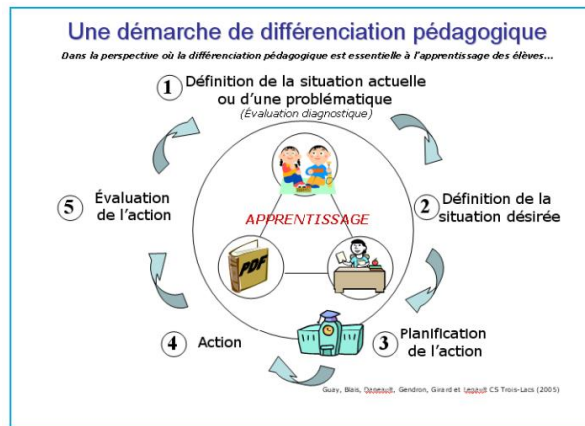 Une démarche de différenciation pédagogique
Dans la perspective où la différenciation pédagogique est essentielle à l'apprentissage des élèves...
1 Définition de la situation actuelle
ou d'une problématique
(Évaluation diagnostique)
2 Définition de la
situation désirée
3 Planification
de l'action
4 Action
5 Évaluation
de l'action
APPRENTISSAGE
PDF
Guay, Blais, Daneault, Gendron, Girard et Legault CS Trois-Lacs (2005)